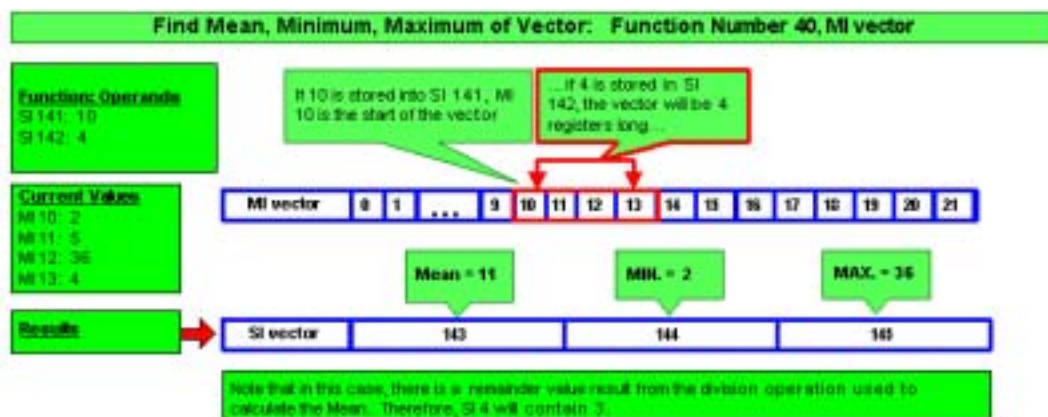 Find Mean, Minimum, Maximum of Vector: Function Number 40, MI vector
Function: Operands
SI 141: 10
SI 142: 4
If 10 is stored into SI 141, MI
10 is the start of the vector
...if 4 is stored in SI
142, the vector will be 4
registers long...
Current Values
MI 10: 2
MI 11: 5
MI 12: 36
MI 13: 4
MI vector 0 1 ... 9 10 11 12 13 14 15 16 17 18 19 20 21
Mean = 11
MIN. = 2
MAX. = 36
Results
SI vector 143 144 145
Note that in this case, there is a remainder value result from the division operation used to
calculate the Mean. Therefore, SI 4 will contain 3.